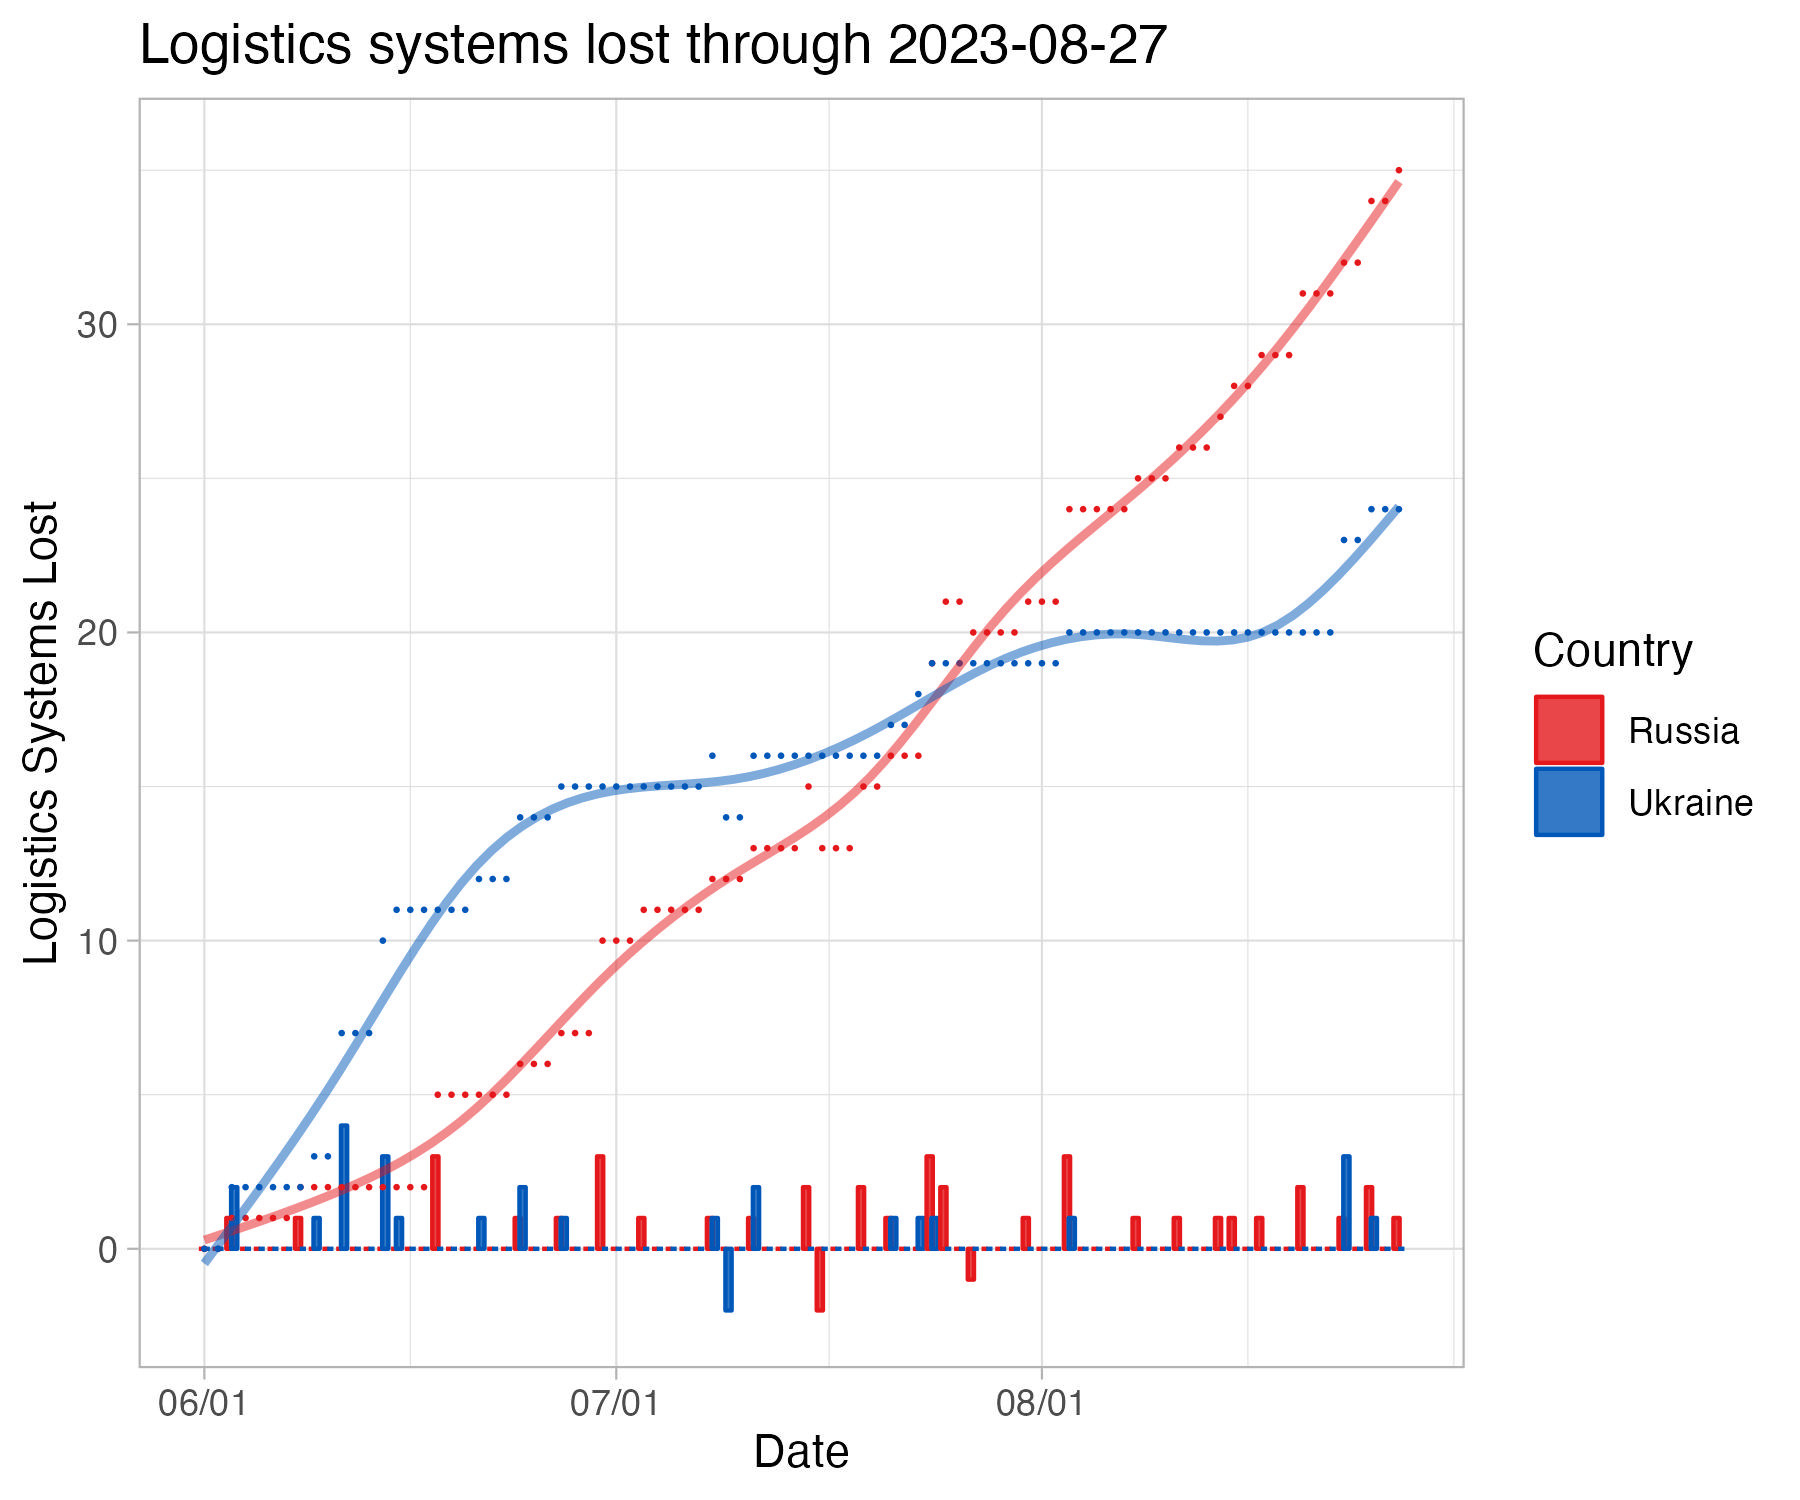 Logistics systems lost through 2023-08-27
Logistics Systems Lost
30
20
10
0
06/01 07/01 08/01
Date
Country
Russia
Ukraine